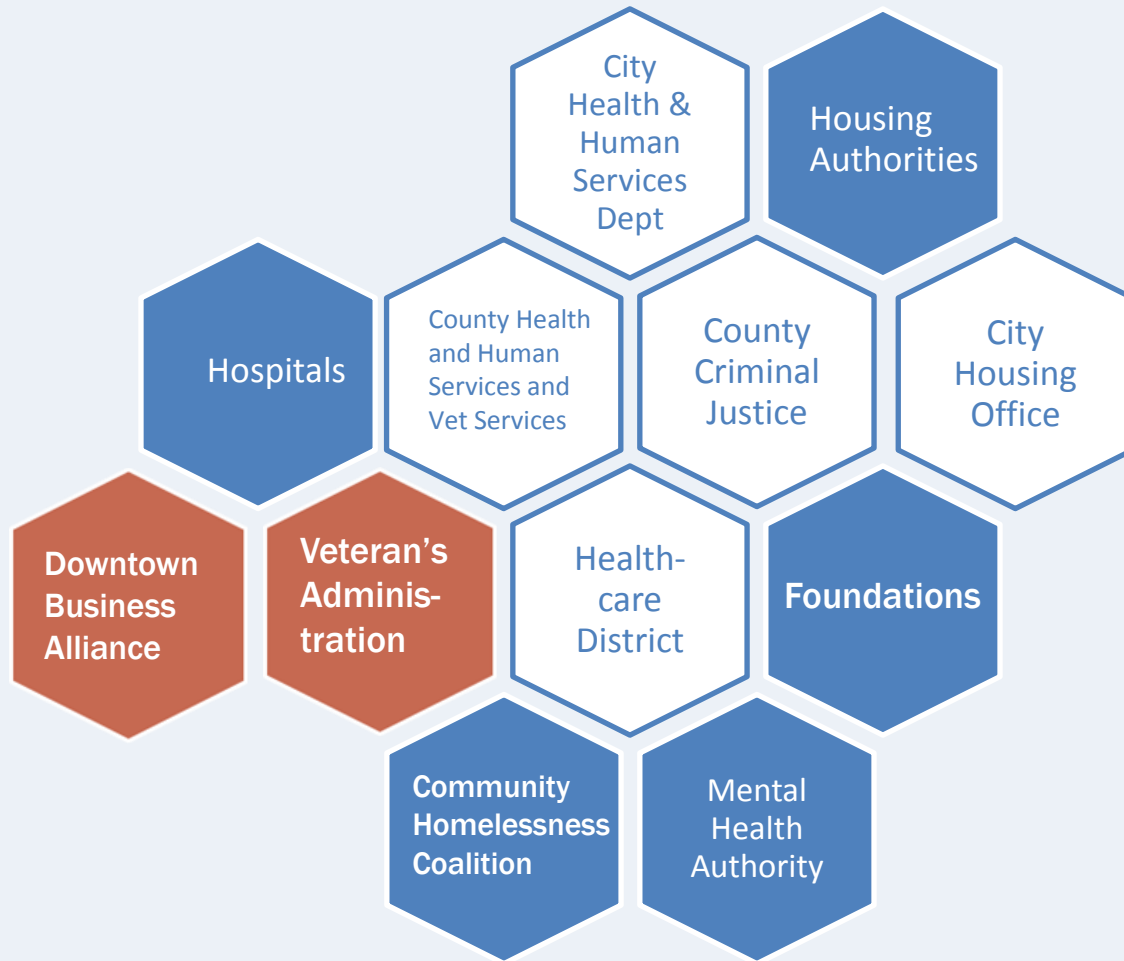 City
Health &
Human
Services
Dept
Housing
Authorities
Hospitals
County Health
and Human
Services and
Vet Services
County
Criminal
Justice
City
Housing
Office
Downtown
Business
Alliance
Veteran’s
Adminis-
tration
Health-
care
District
Foundations
Community
Homelessness
Coalition
Mental
Health
Authority